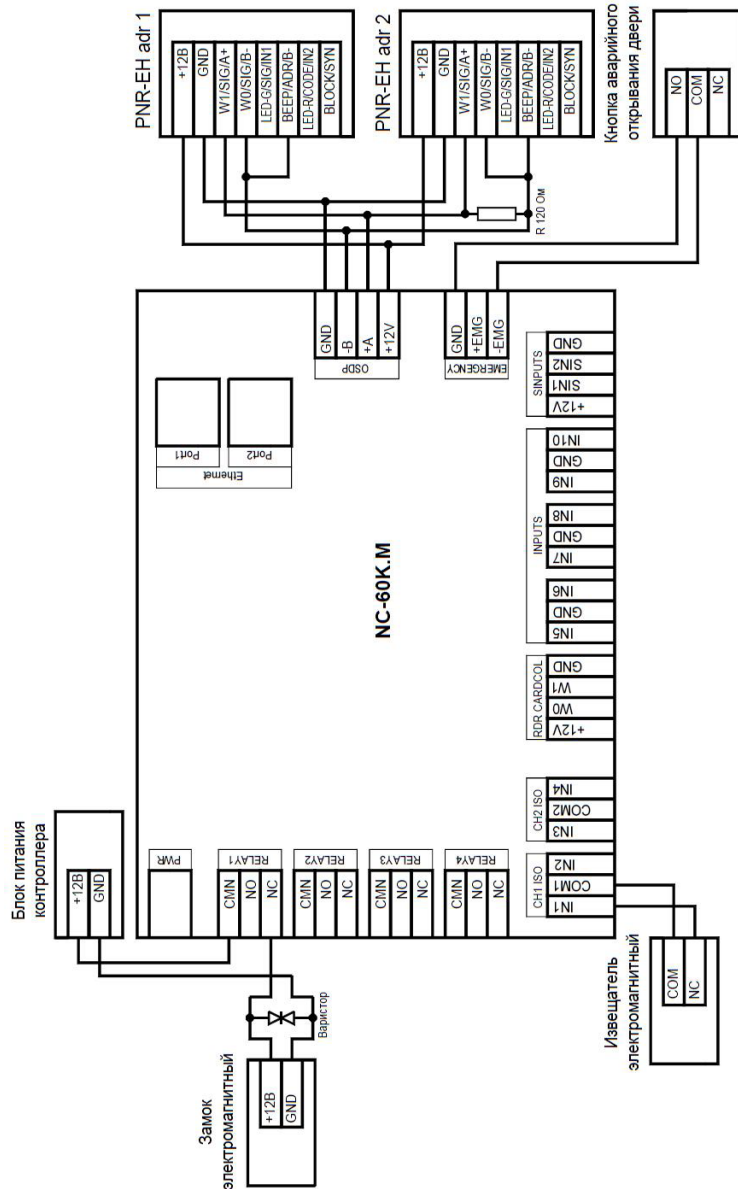 PNR-EH adr 1
+12В
GND
W1/SIG/A+
W0/SIG/B-
LED-G/SIG/IN1
BEEP/ADR/B-
LED-R/CODE/IN2
BLOCK/SYN
PNR-EH adr 2
+12В
GND
W1/SIG/A+
W0/SIG/B-
LED-G/SIG/IN1
BEEP/ADR/B-
LED-R/CODE/IN2
BLOCK/SYN
R 120 Ом
Кнопка аварийного
открывания двери
NO
COM
NC
GND
-B
+A
+12V
OSDP
GND
+EMG
-EMG
EMERGENCY
Port1
Port2
Ethernet
NC-60K.M
SINPUTS
+12V
SIN1
SIN2
GND
INPUTS
IN5
GND
IN6
IN7
GND
IN8
IN9
GND
IN10
RDR CARDCOL
+12V
W0
W1
GND
CH2 ISO
IN3
COM2
IN4
CH1 ISO
IN1
COM1
IN2
PWR
CMN
NO
NC
RELAY1
CMN
NO
NC
RELAY2
CMN
NO
NC
RELAY3
CMN
NO
NC
RELAY4
Блок питания
контроллера
+12В
GND
Варистор
Замок
электромагнитный
+12В
GND
Извещатель
электромагнитный
COM
NC